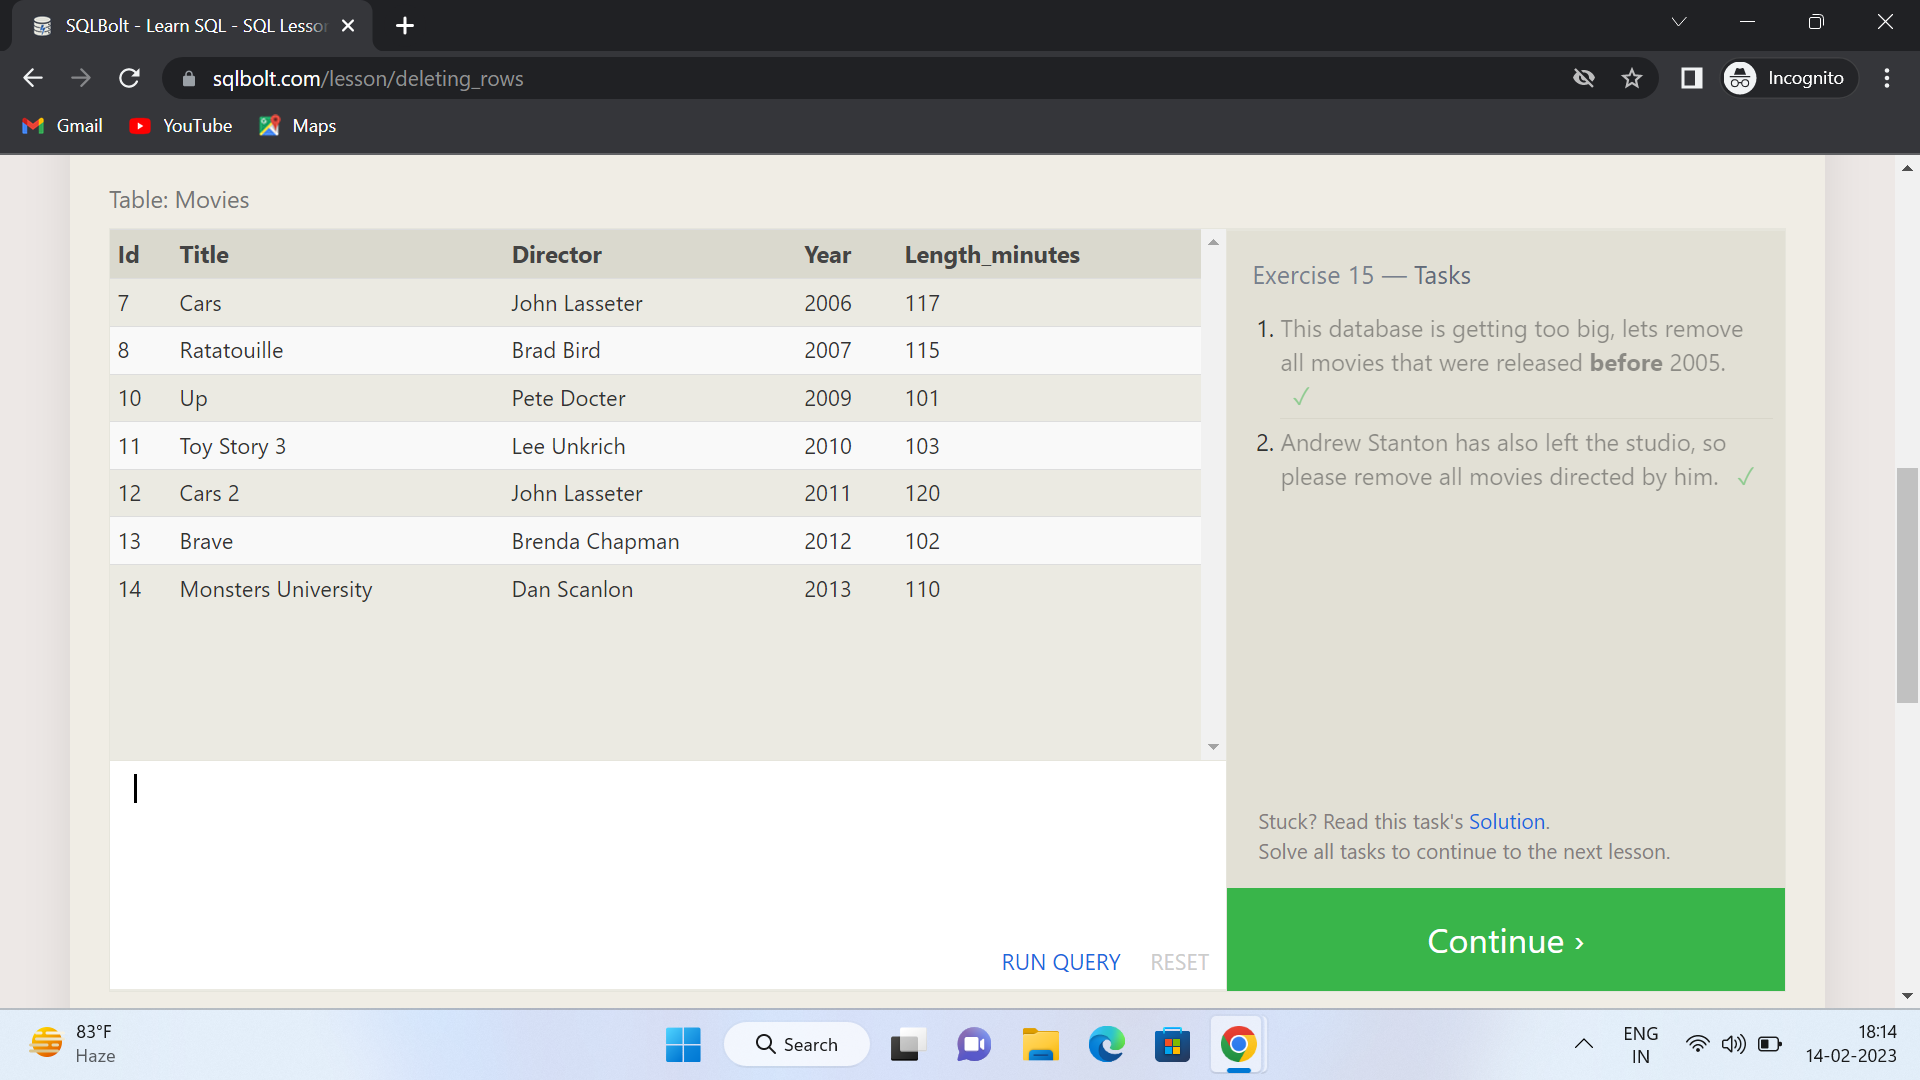 SQLBolt - Learn SQL - SQL Lesson
sqlbolt.com/lesson/deleting_rows
Incognito
Gmail YouTube Maps
Table: Movies
Id Title Director Year Length_minutes
7 Cars John Lasseter 2006 117
8 Ratatouille Brad Bird 2007 115
10 Up Pete Docter 2009 101
11 Toy Story 3 Lee Unkrich 2010 103
12 Cars 2 John Lasseter 2011 120
13 Brave Brenda Chapman 2012 102
14 Monsters University Dan Scanlon 2013 110
RUN QUERY RESET
Exercise 15 — Tasks
1. This database is getting too big, lets remove
all movies that were released before 2005.
✓
2. Andrew Stanton has also left the studio, so
please remove all movies directed by him. ✓
Stuck? Read this task's Solution.
Solve all tasks to continue to the next lesson.
Continue ›
83°F
Haze
Search
ENG
IN
18:14
14-02-2023